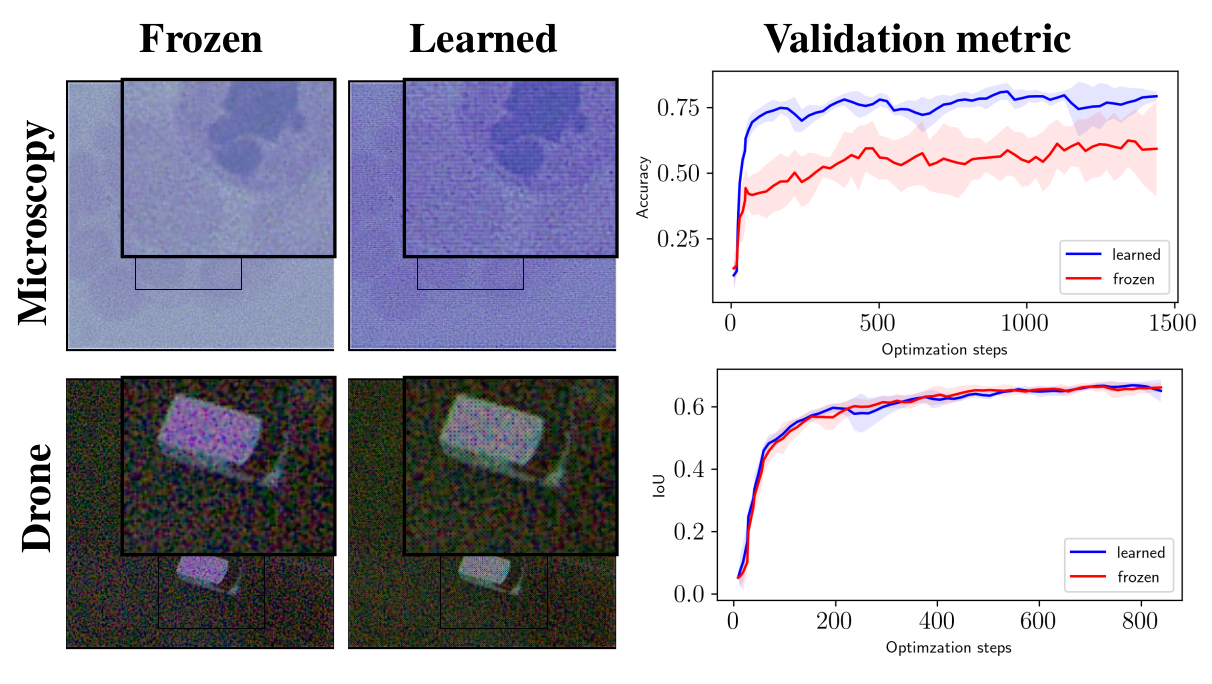 Frozen
Learned
Validation metric
Microscopy
0.75
0.50
0.25
Accuracy
learned
frozen
0
500
1000
1500
Optimzation steps
Drone
0.6
0.4
0.2
0.0
IoU
learned
frozen
0
200
400
600
800
Optimzation steps